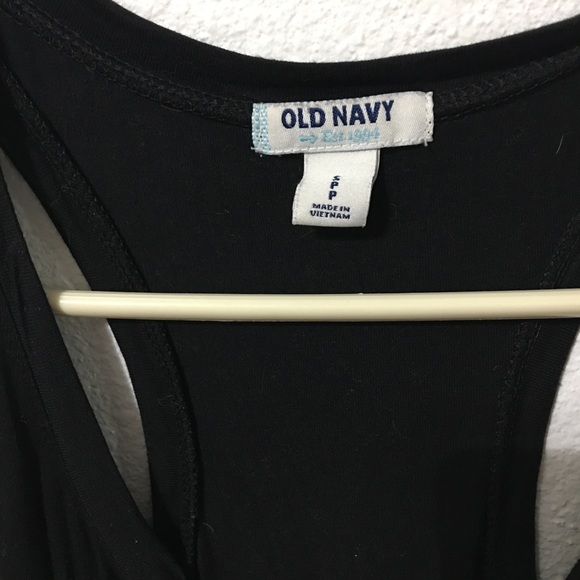 OLD NAVY
Est. 1994
S
P
P
MADE IN
VIETNAM